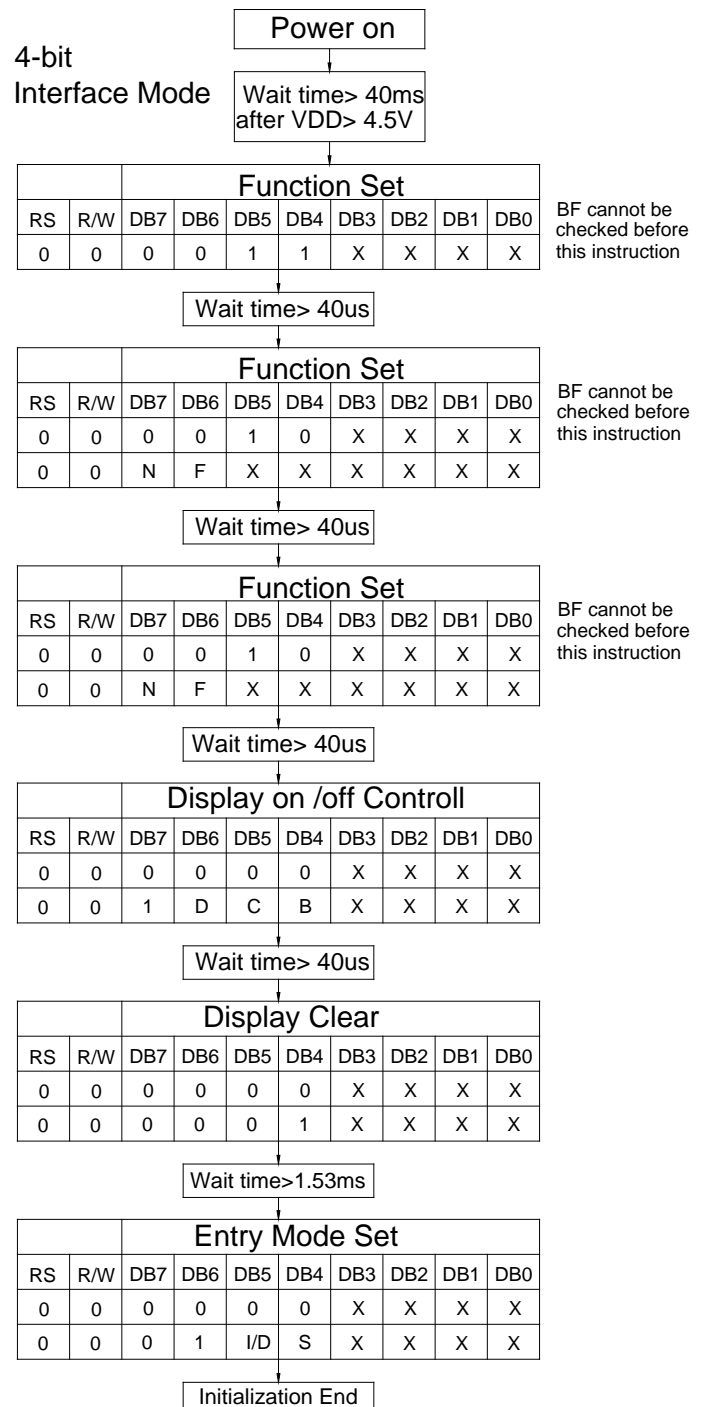 Power on
4-bit
Interface Mode
Wait time> 40ms
after VDD> 4.5V
Function Set
RS R/W DB7 DB6 DB5 DB4 DB3 DB2 DB1 DB0
0 0 0 0 1 1 X X X X
BF cannot be
checked before
this instruction
Wait time> 40us
Function Set
RS R/W DB7 DB6 DB5 DB4 DB3 DB2 DB1 DB0
0 0 0 0 1 0 X X X X
0 0 N F X X X X X X
BF cannot be
checked before
this instruction
Wait time> 40us
Function Set
RS R/W DB7 DB6 DB5 DB4 DB3 DB2 DB1 DB0
0 0 0 0 1 0 X X X X
0 0 N F X X X X X X
BF cannot be
checked before
this instruction
Wait time> 40us
Display on /off Controll
RS R/W DB7 DB6 DB5 DB4 DB3 DB2 DB1 DB0
0 0 0 0 0 0 X X X X
0 0 1 D C B X X X X
Wait time> 40us
Display Clear
RS R/W DB7 DB6 DB5 DB4 DB3 DB2 DB1 DB0
0 0 0 0 0 0 X X X X
0 0 0 0 0 1 X X X X
Wait time>1.53ms
Entry Mode Set
RS R/W DB7 DB6 DB5 DB4 DB3 DB2 DB1 DB0
0 0 0 0 0 0 X X X X
0 0 0 1 I/D S X X X X
Initialization End